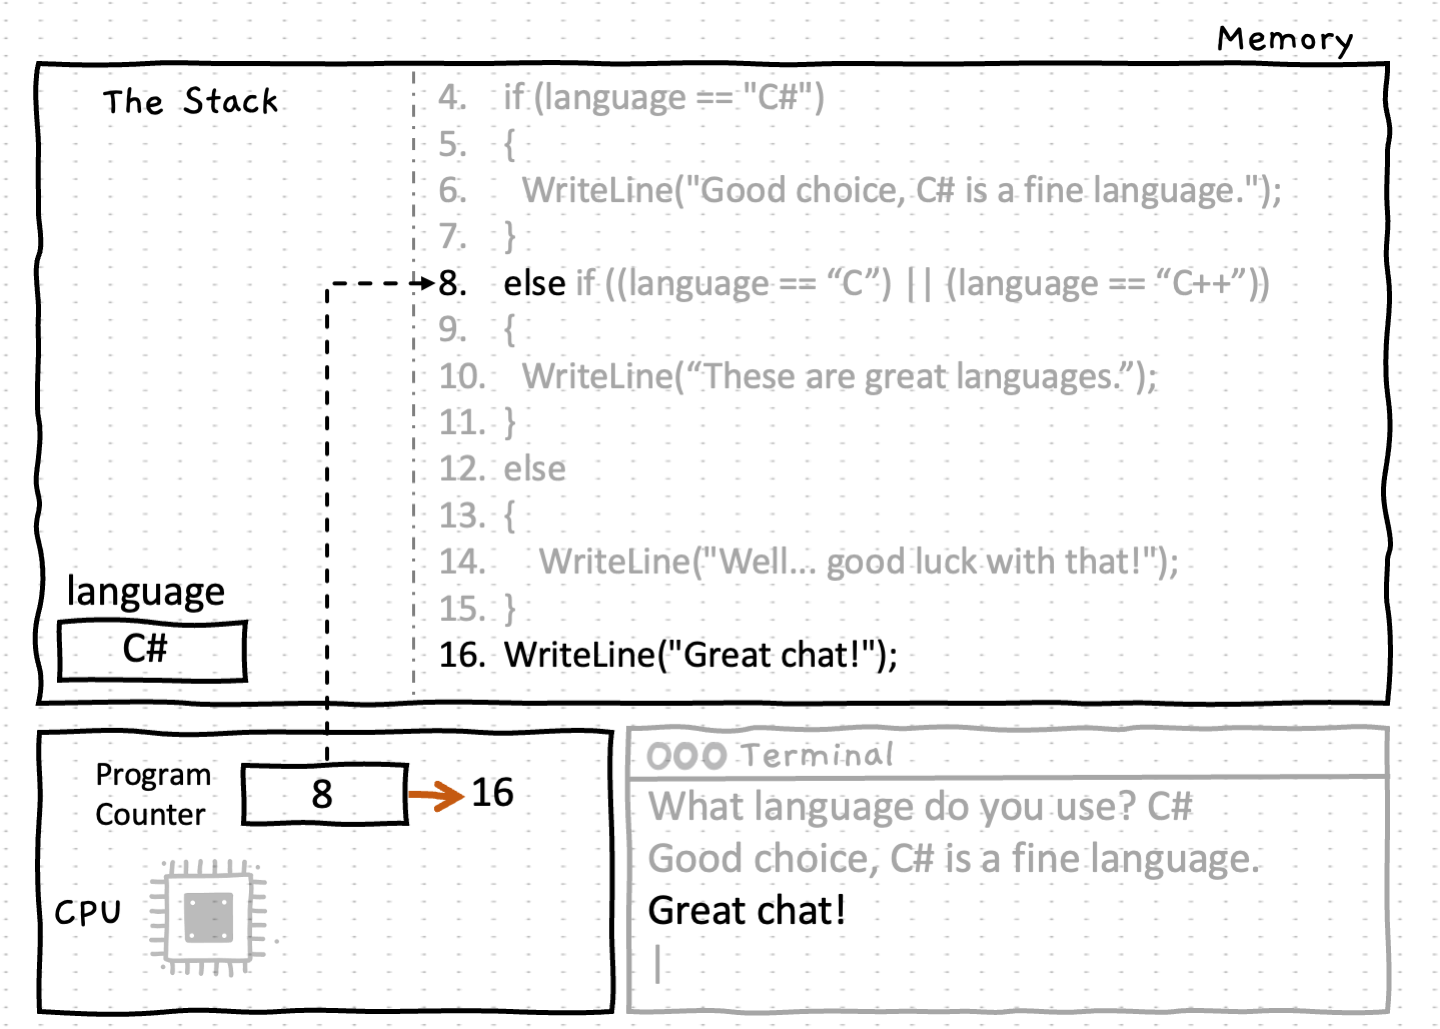 Memory
The Stack
4. if (language == "C#")
5. {
6. WriteLine("Good choice, C# is a fine language.");
7. }
8. else if ((language == “C”) || (language == “C++”))
9. {
10. WriteLine(“These are great languages.”);
11. }
12. else
13. {
14. WriteLine("Well... good luck with that!");
15. }
16. WriteLine("Great chat!");
language
C#
Program
Counter
8
16
CPU
Terminal
What language do you use? C#
Good choice, C# is a fine language.
Great chat!